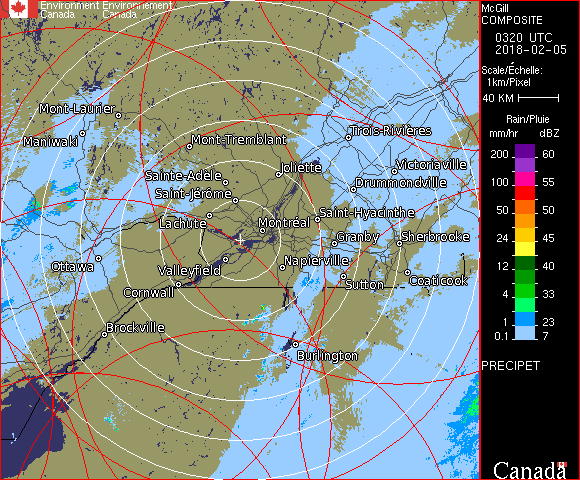 Environment Environnement
Canada Canada
McGill
COMPOSITE
0320 UTC
2018-02-05
Scale/Échelle:
1km/Pixel
40 KM
Rain/Pluie
mm/hr dBZ
200 60
100 55
50 50
24 45
12 40
4 33
1 23
0.1 7
PRECIPET
Mont-Laurier
Maniwaki
Mont-Tremblant
Trois-Rivières
Joliette
Victoriaville
Sainte-Adèle
Drummondville
Saint-Jérôme
Saint-Hyacinthe
Lachute
Montréal
Granby
Sherbrooke
Ottawa
Valleyfield
Napierville
Coaticook
Cornwall
Sutton
Brockville
Burlington
Canada